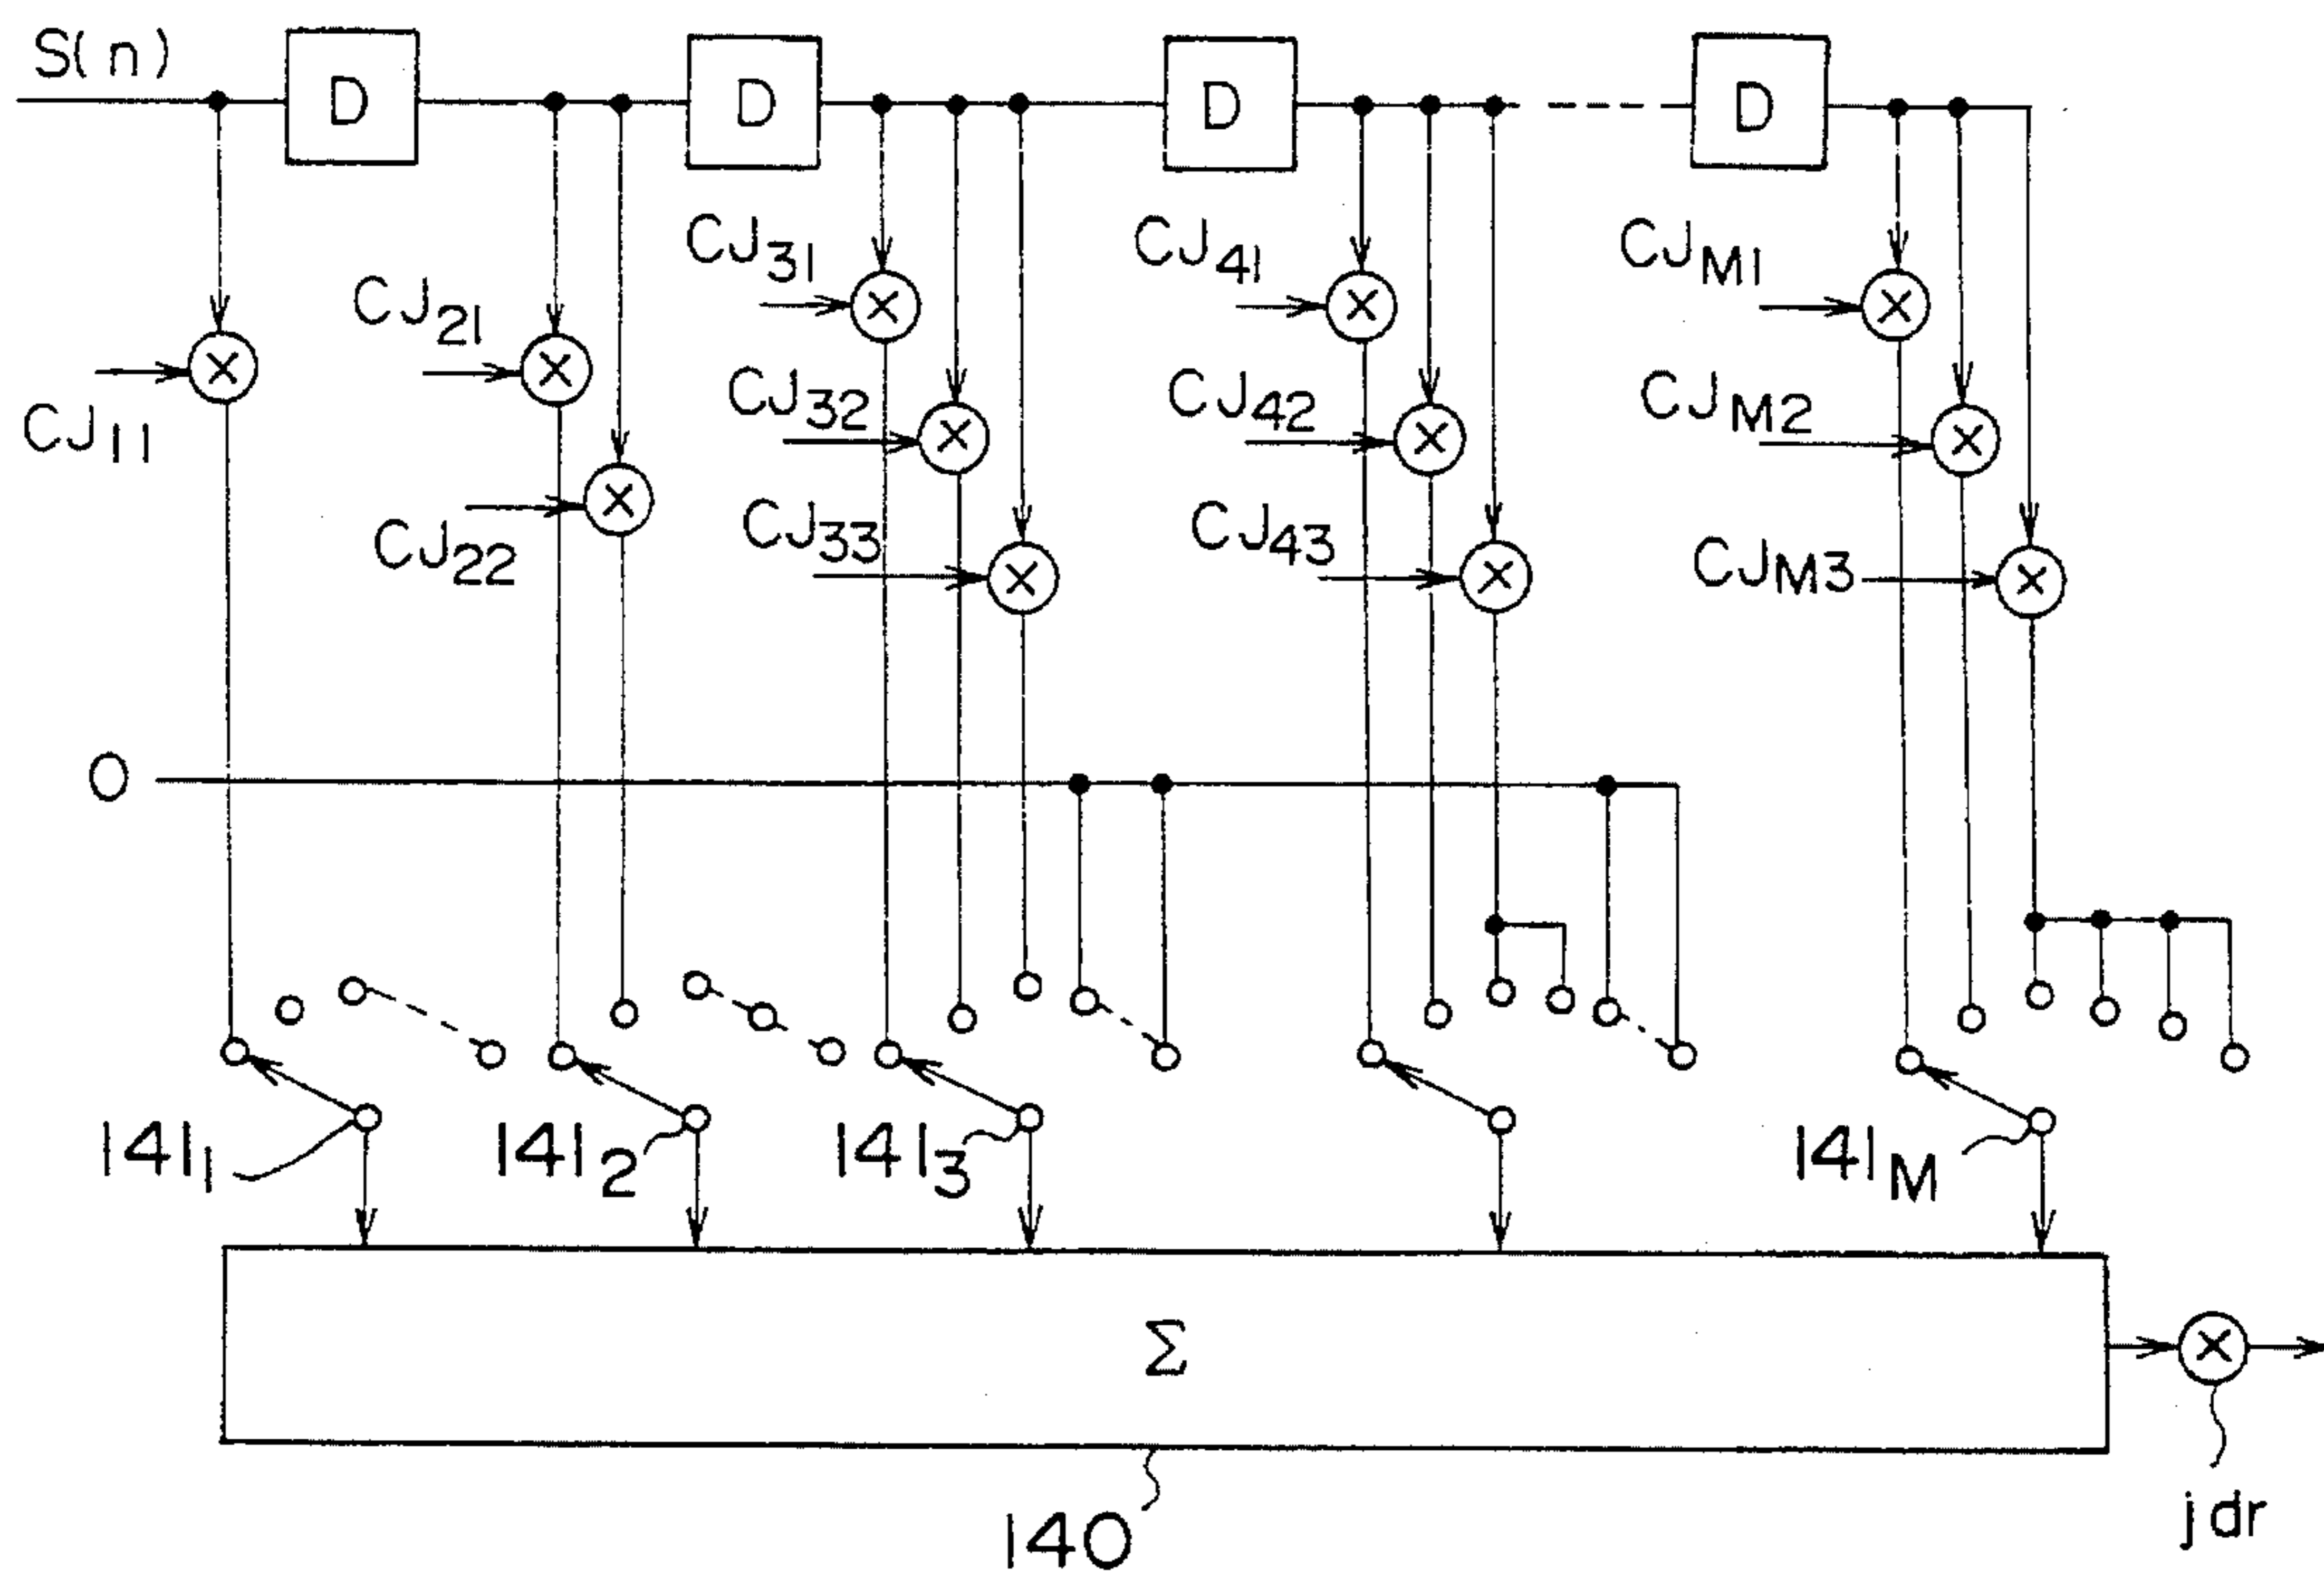 S(n)
D
D
D
D
CJ31
CJ41
CJM1
CJ21
CJ32
CJ42
CJM2
CJ11
CJ33
CJ43
CJM3
CJ22
0
141₁
141₂
141₃
141M
Σ
jdr
140